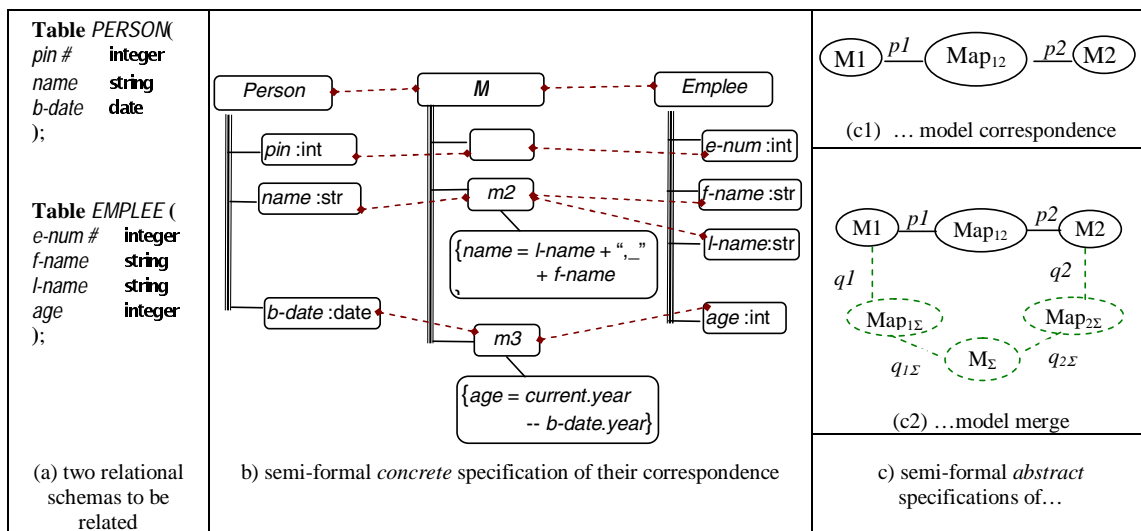 Table PERSON(
pin # integer
name string
b-date date
);
Table EMPLEE (
e-num # integer
f-name string
l-name string
age integer
);
(a) two relational
schemas to be
related
Person
M
Emplee
pin :int
e-num :int
name :str
m2
f-name :str
{name = l-name + “,_”
+ f-name
}
l-name:str
b-date :date
m3
age :int
{age = current.year
-- b-date.year}
b) semi-formal concrete specification of their correspondence
M1 p1 Map12 p2 M2
(c1) … model correspondence
M1 p1 Map12 p2 M2
q1 q2
Map1Σ Map2Σ
q1Σ MΣ q2Σ
(c2) …model merge
c) semi-formal abstract
specifications of…